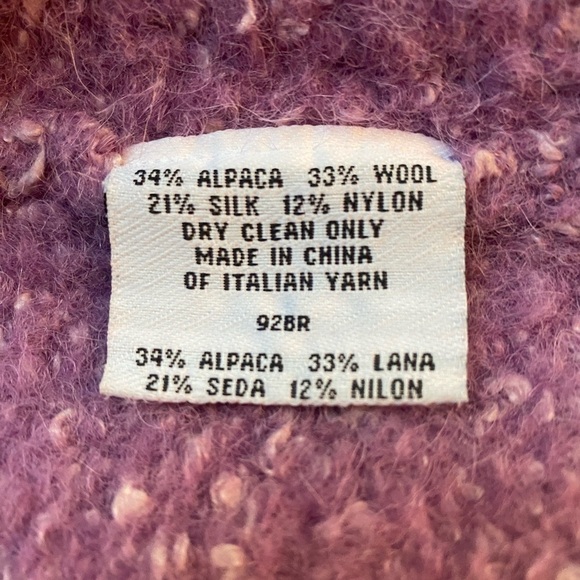 34% ALPACA 33% WOOL
21% SILK 12% NYLON
DRY CLEAN ONLY
MADE IN CHINA
OF ITALIAN YARN
928R
34% ALPACA 33% LANA
21% SEDA 12% NILON